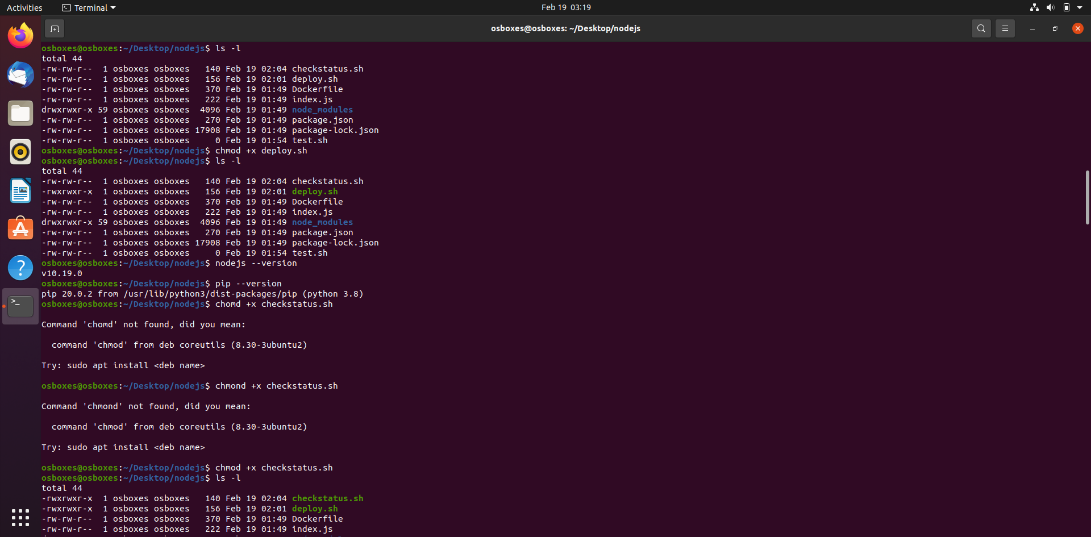 Activities
Terminal
Feb 19 03:19
osboxes@osboxes: ~/Desktop/nodejs
osboxes@osboxes:~/Desktop/nodejs$ ls -l
total 44
-rw-rw-r--  1 osboxes osboxes   140 Feb 19 02:04 checkstatus.sh
-rw-rw-r--  1 osboxes osboxes   156 Feb 19 02:01 deploy.sh
-rw-rw-r--  1 osboxes osboxes   370 Feb 19 01:49 Dockerfile
-rw-rw-r--  1 osboxes osboxes   222 Feb 19 01:49 index.js
drwxrwxr-x 59 osboxes osboxes  4096 Feb 19 01:49 node_modules
-rw-rw-r--  1 osboxes osboxes   270 Feb 19 01:49 package.json
-rw-rw-r--  1 osboxes osboxes 17908 Feb 19 01:49 package-lock.json
-rw-rw-r--  1 osboxes osboxes     0 Feb 19 01:54 test.sh
osboxes@osboxes:~/Desktop/nodejs$ chmod +x deploy.sh
osboxes@osboxes:~/Desktop/nodejs$ ls -l
total 44
-rw-rw-r--  1 osboxes osboxes   140 Feb 19 02:04 checkstatus.sh
-rwxrwxr-x  1 osboxes osboxes   156 Feb 19 02:01 deploy.sh
-rw-rw-r--  1 osboxes osboxes   370 Feb 19 01:49 Dockerfile
-rw-rw-r--  1 osboxes osboxes   222 Feb 19 01:49 index.js
drwxrwxr-x 59 osboxes osboxes  4096 Feb 19 01:49 node_modules
-rw-rw-r--  1 osboxes osboxes   270 Feb 19 01:49 package.json
-rw-rw-r--  1 osboxes osboxes 17908 Feb 19 01:49 package-lock.json
-rw-rw-r--  1 osboxes osboxes     0 Feb 19 01:54 test.sh
osboxes@osboxes:~/Desktop/nodejs$ nodejs --version
v10.19.0
osboxes@osboxes:~/Desktop/nodejs$ pip --version
pip 20.0.2 from /usr/lib/python3/dist-packages/pip (python 3.8)
osboxes@osboxes:~/Desktop/nodejs$ chomd +x checkstatus.sh
Command 'chomd' not found, did you mean:
command 'chmod' from deb coreutils (8.30-3ubuntu2)
Try: sudo apt install <deb name>
osboxes@osboxes:~/Desktop/nodejs$ chmond +x checkstatus.sh
Command 'chmond' not found, did you mean:
command 'chmod' from deb coreutils (8.30-3ubuntu2)
Try: sudo apt install <deb name>
osboxes@osboxes:~/Desktop/nodejs$ chmod +x checkstatus.sh
osboxes@osboxes:~/Desktop/nodejs$ ls -l
total 44
-rwxrwxr-x  1 osboxes osboxes   140 Feb 19 02:04 checkstatus.sh
-rwxrwxr-x  1 osboxes osboxes   156 Feb 19 02:01 deploy.sh
-rw-rw-r--  1 osboxes osboxes   370 Feb 19 01:49 Dockerfile
-rw-rw-r--  1 osboxes osboxes   222 Feb 19 01:49 index.js